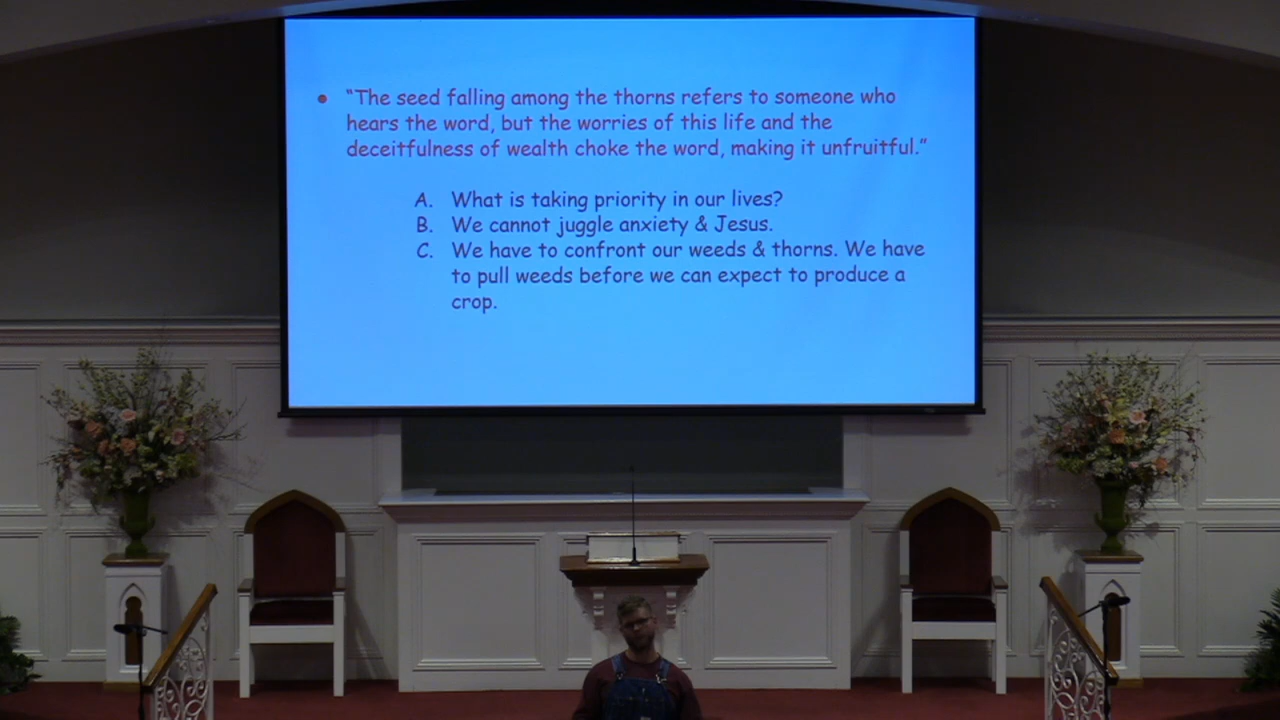 • “The seed falling among the thorns refers to someone who
hears the word, but the worries of this life and the
deceitfulness of wealth choke the word, making it unfruitful.”
A. What is taking priority in our lives?
B. We cannot juggle anxiety & Jesus.
C. We have to confront our weeds & thorns. We have
to pull weeds before we can expect to produce a
crop.